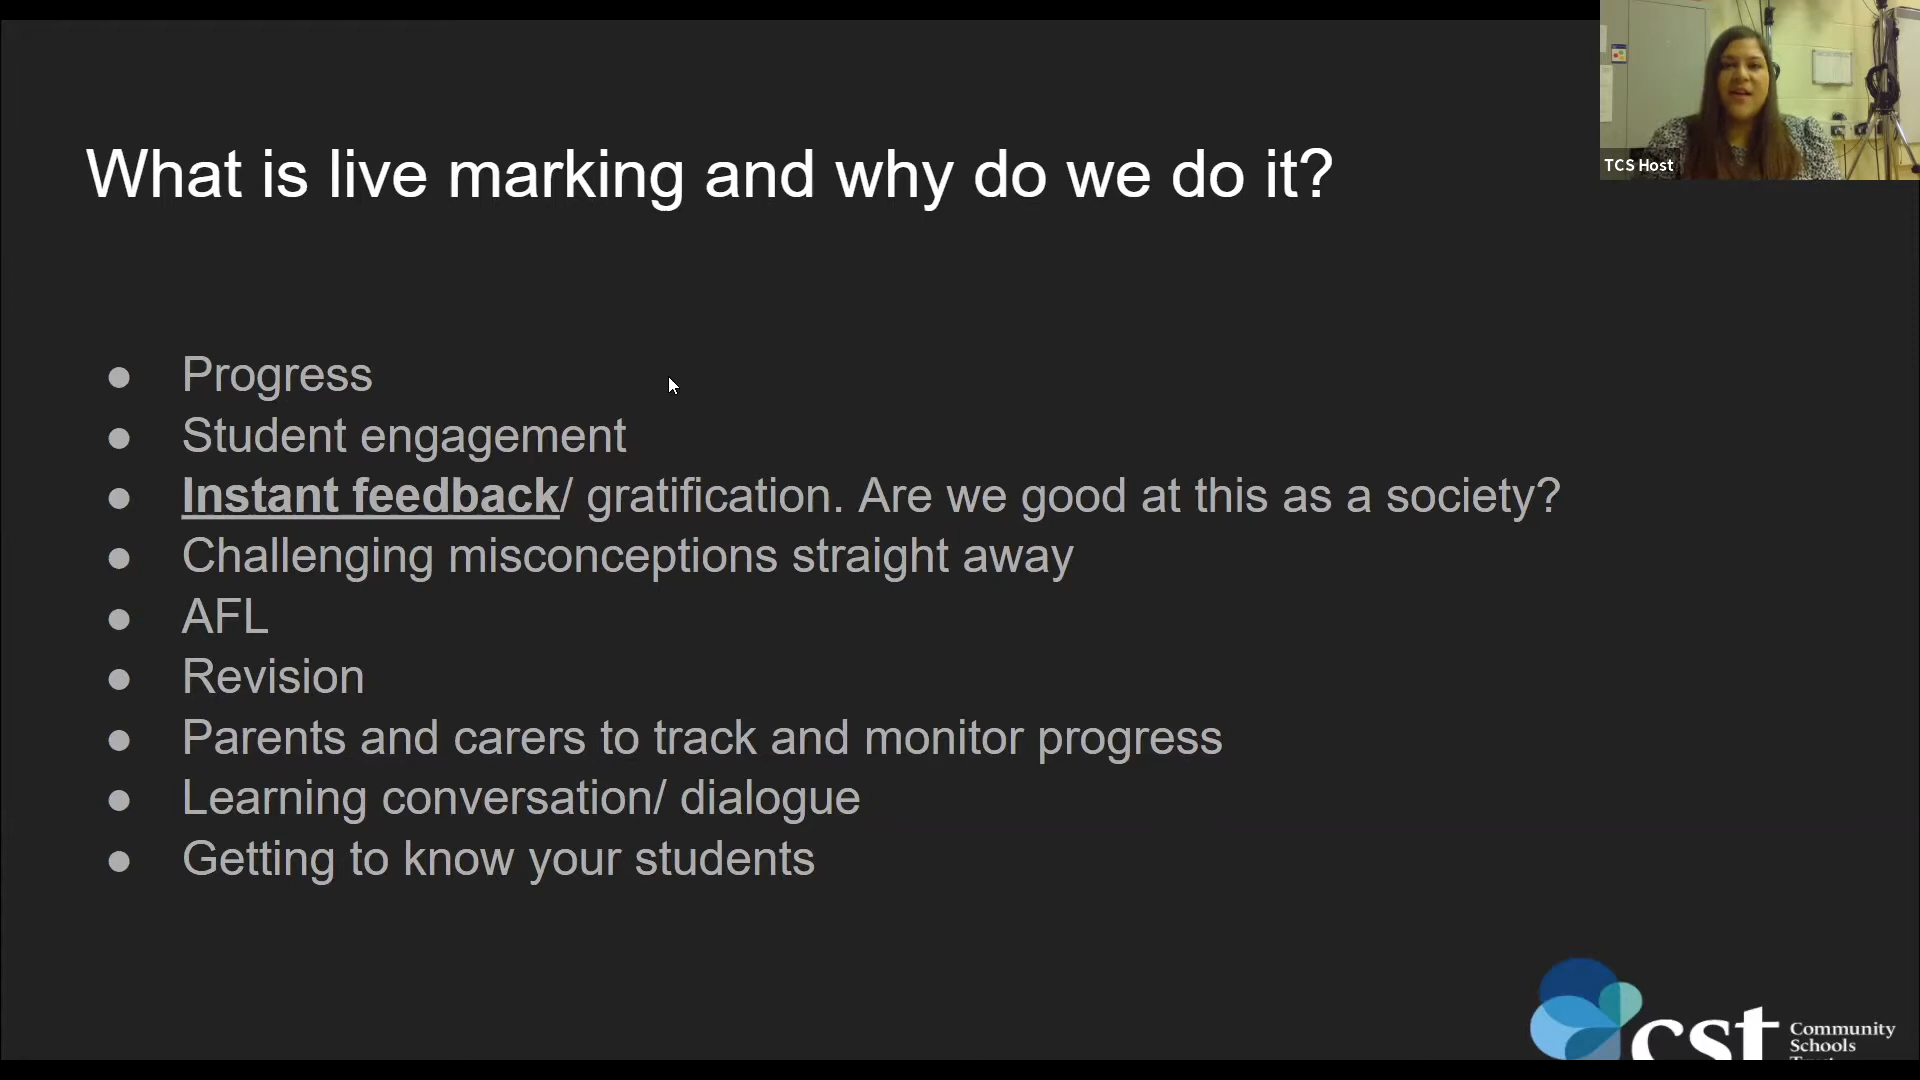 What is live marking and why do we do it?
TCS Host
● Progress
● Student engagement
● Instant feedback/ gratification. Are we good at this as a society?
● Challenging misconceptions straight away
● AFL
● Revision
● Parents and carers to track and monitor progress
● Learning conversation/ dialogue
● Getting to know your students
cst
Community
Schools